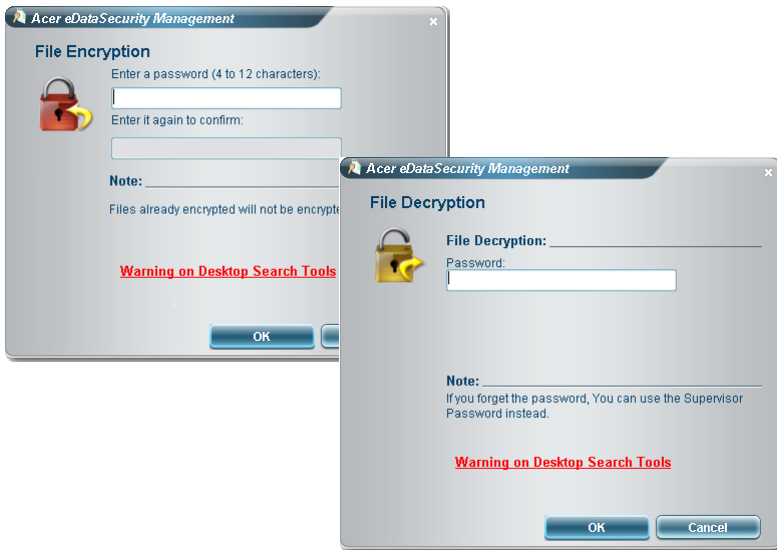 Acer eDataSecurity Management
File Encryption
Enter a password (4 to 12 characters):
Enter it again to confirm:
Note:
Files already encrypted will not be encrypte
Warning on Desktop Search Tools
OK
Acer eDataSecurity Management
File Decryption
File Decryption:
Password:
Note:
If you forget the password, You can use the Supervisor
Password instead.
Warning on Desktop Search Tools
OK Cancel